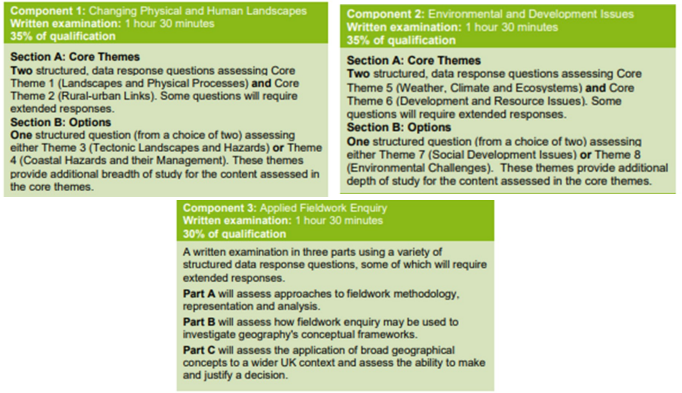 Component 1: Changing Physical and Human Landscapes
Written examination: 1 hour 30 minutes
35% of qualification
Section A: Core Themes
Two structured, data response questions assessing Core
Theme 1 (Landscapes and Physical Processes) and Core
Theme 2 (Rural-urban Links). Some questions will require
extended responses.
Section B: Options
One structured question (from a choice of two) assessing
either Theme 3 (Tectonic Landscapes and Hazards) or Theme
4 (Coastal Hazards and their Management). These themes
provide additional breadth of study for the content assessed in
the core themes.
Component 2: Environmental and Development Issues
Written examination: 1 hour 30 minutes
35% of qualification
Section A: Core Themes
Two structured, data response questions assessing Core
Theme 5 (Weather, Climate and Ecosystems) and Core
Theme 6 (Development and Resource Issues). Some
questions will require extended responses.
Section B: Options
One structured question (from a choice of two) assessing
either Theme 7 (Social Development Issues) or Theme 8
(Environmental Challenges). These themes provide additional
depth of study for the content assessed in the core themes.
Component 3: Applied Fieldwork Enquiry
Written examination: 1 hour 30 minutes
30% of qualification
A written examination in three parts using a variety of
structured data response questions, some of which will require
extended responses.
Part A will assess approaches to fieldwork methodology,
representation and analysis.
Part B will assess how fieldwork enquiry may be used to
investigate geography's conceptual frameworks.
Part C will assess the application of broad geographical
concepts to a wider UK context and assess the ability to make
and justify a decision.